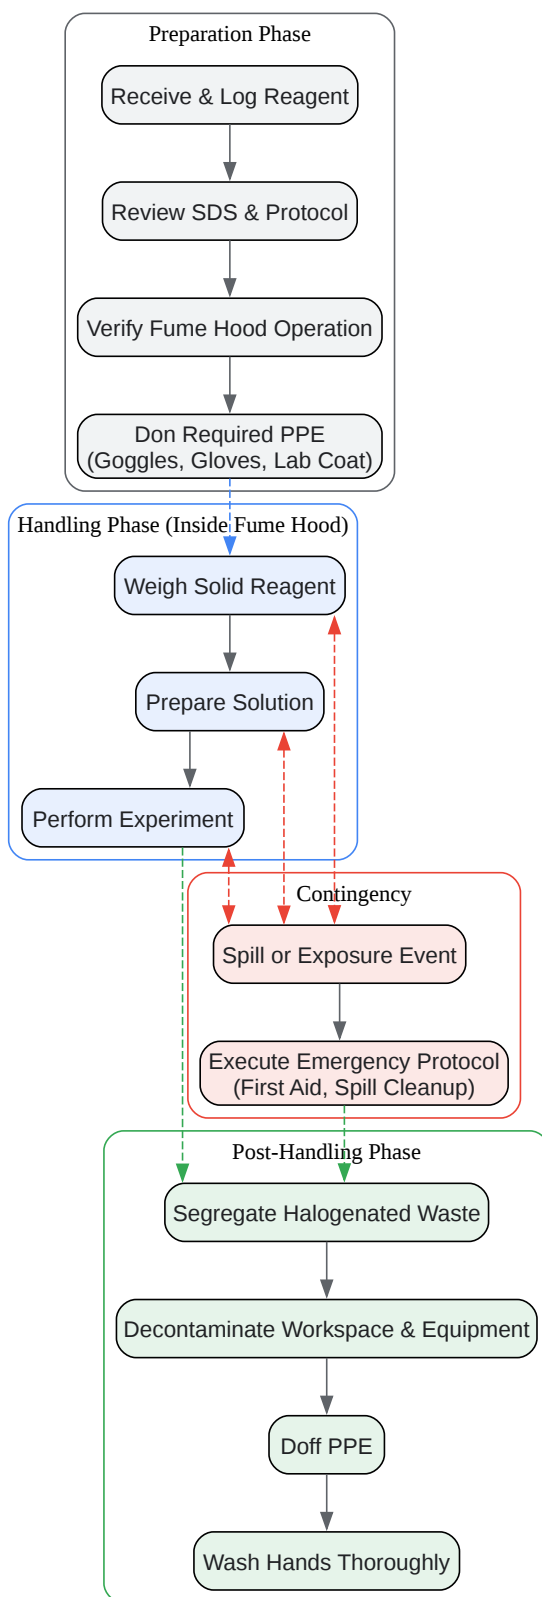 Preparation Phase
Receive & Log Reagent
Review SDS & Protocol
Verify Fume Hood Operation
Don Required PPE
(Goggles, Gloves, Lab Coat)
Handling Phase (Inside Fume Hood)
Weigh Solid Reagent
Prepare Solution
Perform Experiment
Contingency
Spill or Exposure Event
Execute Emergency Protocol
(First Aid, Spill Cleanup)
Post-Handling Phase
Segregate Halogenated Waste
Decontaminate Workspace & Equipment
Doff PPE
Wash Hands Thoroughly